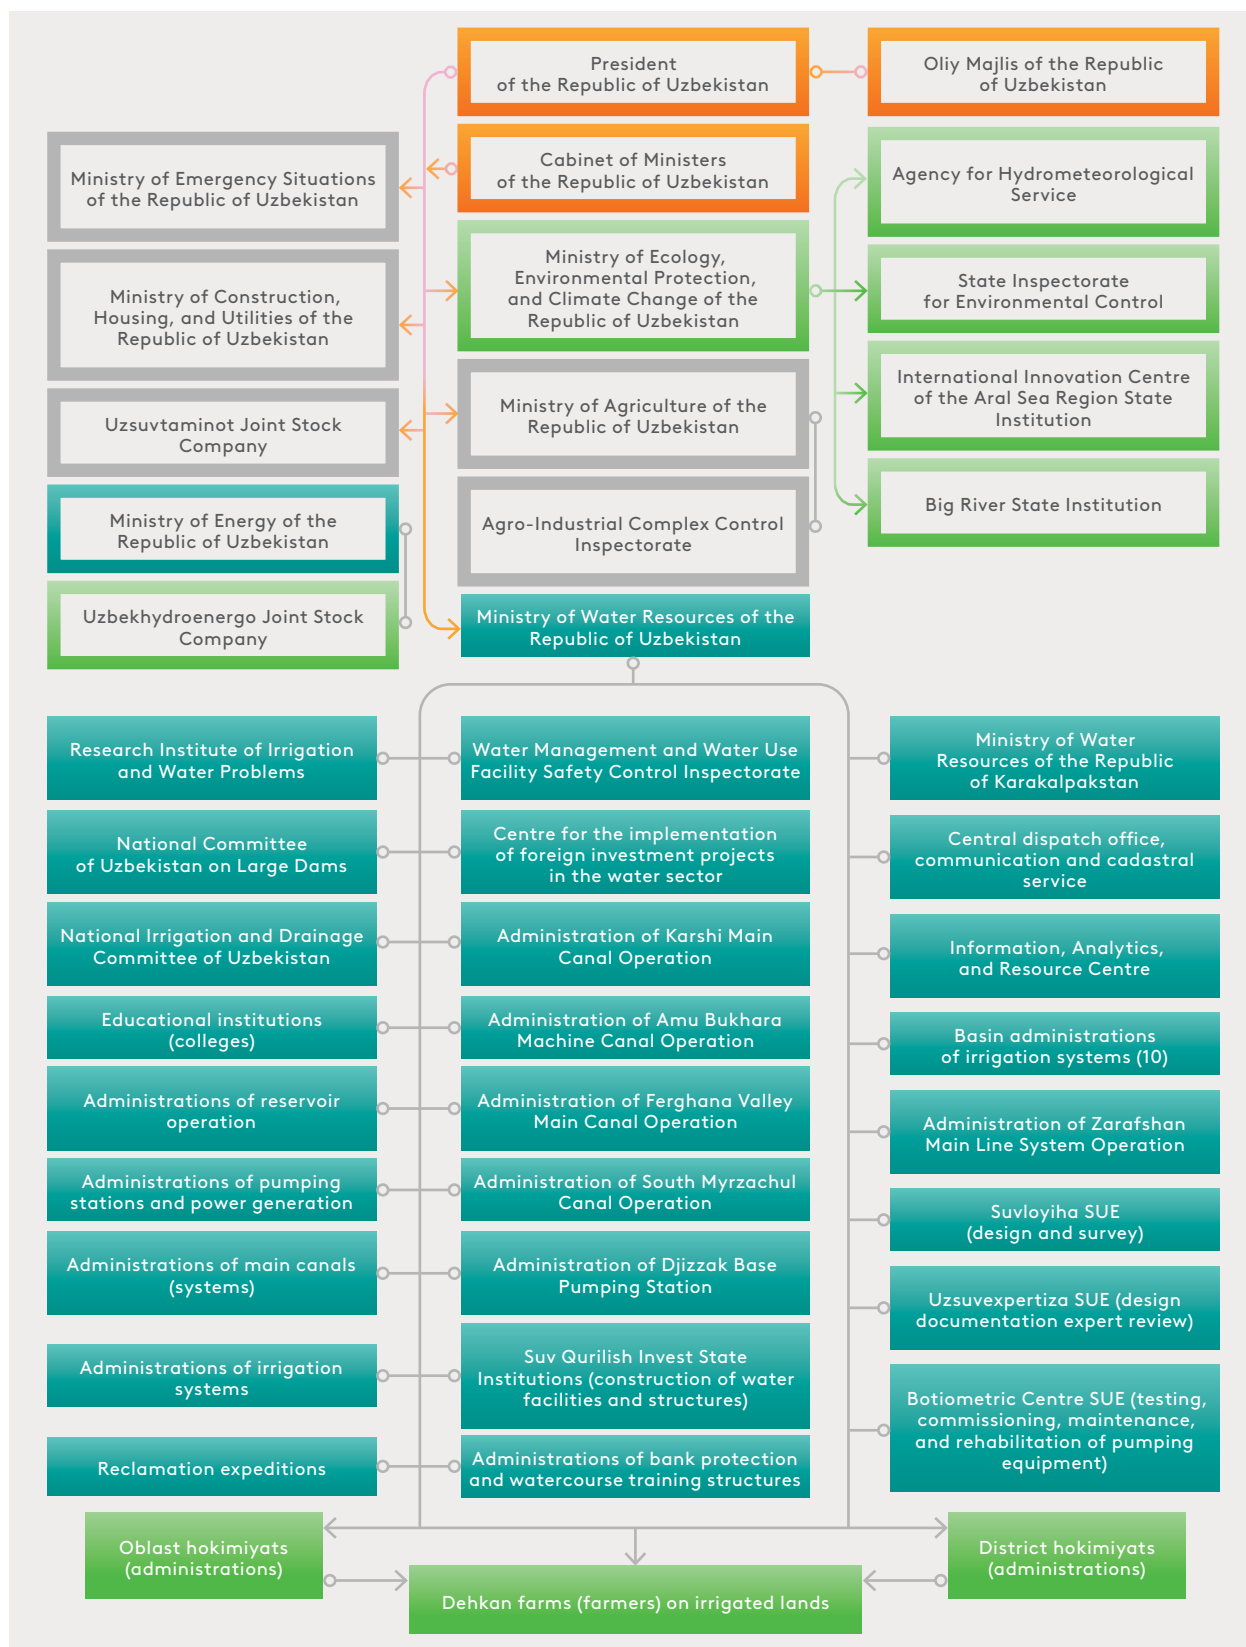 President
of the Republic of Uzbekistan
Oliy Majlis of the Republic
of Uzbekistan
Cabinet of Ministers
of the Republic of Uzbekistan
Ministry of Emergency Situations
of the Republic of Uzbekistan
Agency for Hydrometeorological
Service
Ministry of Ecology,
Environmental Protection,
and Climate Change of the
Republic of Uzbekistan
Ministry of Construction,
Housing, and Utilities of the
Republic of Uzbekistan
State Inspectorate
for Environmental Control
International Innovation Centre
of the Aral Sea Region State
Institution
Ministry of Agriculture of the
Republic of Uzbekistan
Uzsuvtaminot Joint Stock
Company
Big River State Institution
Ministry of Energy of the
Republic of Uzbekistan
Agro-Industrial Complex Control
Inspectorate
Uzbekhydroenergo Joint Stock
Company
Ministry of Water Resources of the
Republic of Uzbekistan
Research Institute of Irrigation
and Water Problems
Water Management and Water Use
Facility Safety Control Inspectorate
Ministry of Water
Resources of the Republic
of Karakalpakstan
National Committee
of Uzbekistan on Large Dams
Centre for the implementation
of foreign investment projects
in the water sector
Central dispatch office,
communication and cadastral
service
National Irrigation and Drainage
Committee of Uzbekistan
Administration of Karshi Main
Canal Operation
Information, Analytics,
and Resource Centre
Educational institutions
(colleges)
Administration of Amu Bukhara
Machine Canal Operation
Basin administrations
of irrigation systems (10)
Administrations of reservoir
operation
Administration of Ferghana Valley
Main Canal Operation
Administration of Zarafshan
Main Line System Operation
Administrations of pumping
stations and power generation
Administration of South Myrzachul
Canal Operation
Suvloyiha SUE
(design and survey)
Administrations of main canals
(systems)
Administration of Djizzak Base
Pumping Station
Uzsuvexpertiza SUE (design
documentation expert review)
Administrations of irrigation
systems
Suv Qurilish Invest State
Institutions (construction of water
facilities and structures)
Botiometric Centre SUE (testing,
commissioning, maintenance,
and rehabilitation of pumping
equipment)
Reclamation expeditions
Administrations of bank protection
and watercourse training structures
Oblast hokimiyats
(administrations)
District hokimiyats
(administrations)
Dehkan farms (farmers) on irrigated lands